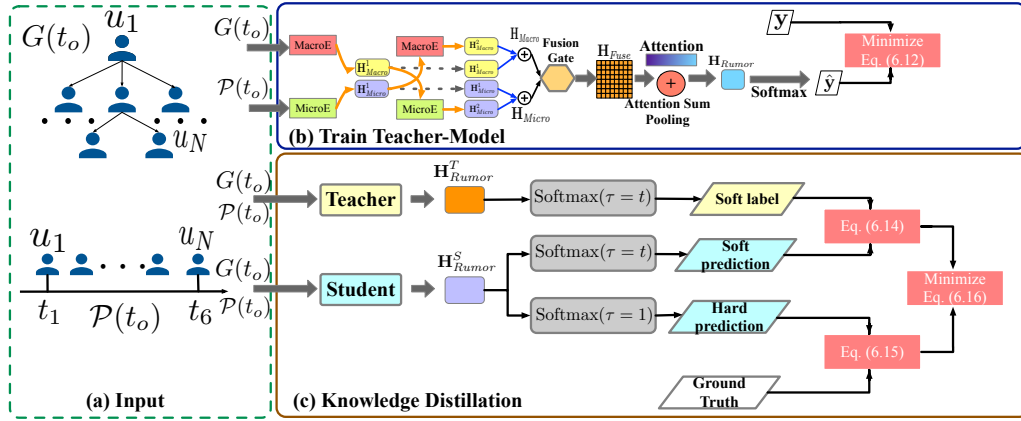 G(t_o)
u_1
u_N
u_1
u_N
t_1
P(t_o)
t_6
(a) Input
G(t_o)
P(t_o)
MacroE
MicroE
H^1_Macro
H^1_Micro
MacroE
MicroE
H^2_Macro
H^1_Macro
H^1_Micro
H^2_Micro
H_Macro
H_Micro
Fusion
Gate
H_Fuse
Attention
Attention Sum
Pooling
H_Rumor
Softmax
y
ŷ
Minimize
Eq. (6.12)
(b) Train Teacher-Model
G(t_o)
P(t_o)
Teacher
H^T_Rumor
Softmax(τ = t)
Soft label
G(t_o)
P(t_o)
Student
H^S_Rumor
Softmax(τ = t)
Soft
prediction
Softmax(τ = 1)
Hard
prediction
Ground
Truth
Eq. (6.14)
Eq. (6.15)
Minimize
Eq. (6.16)
(c) Knowledge Distillation